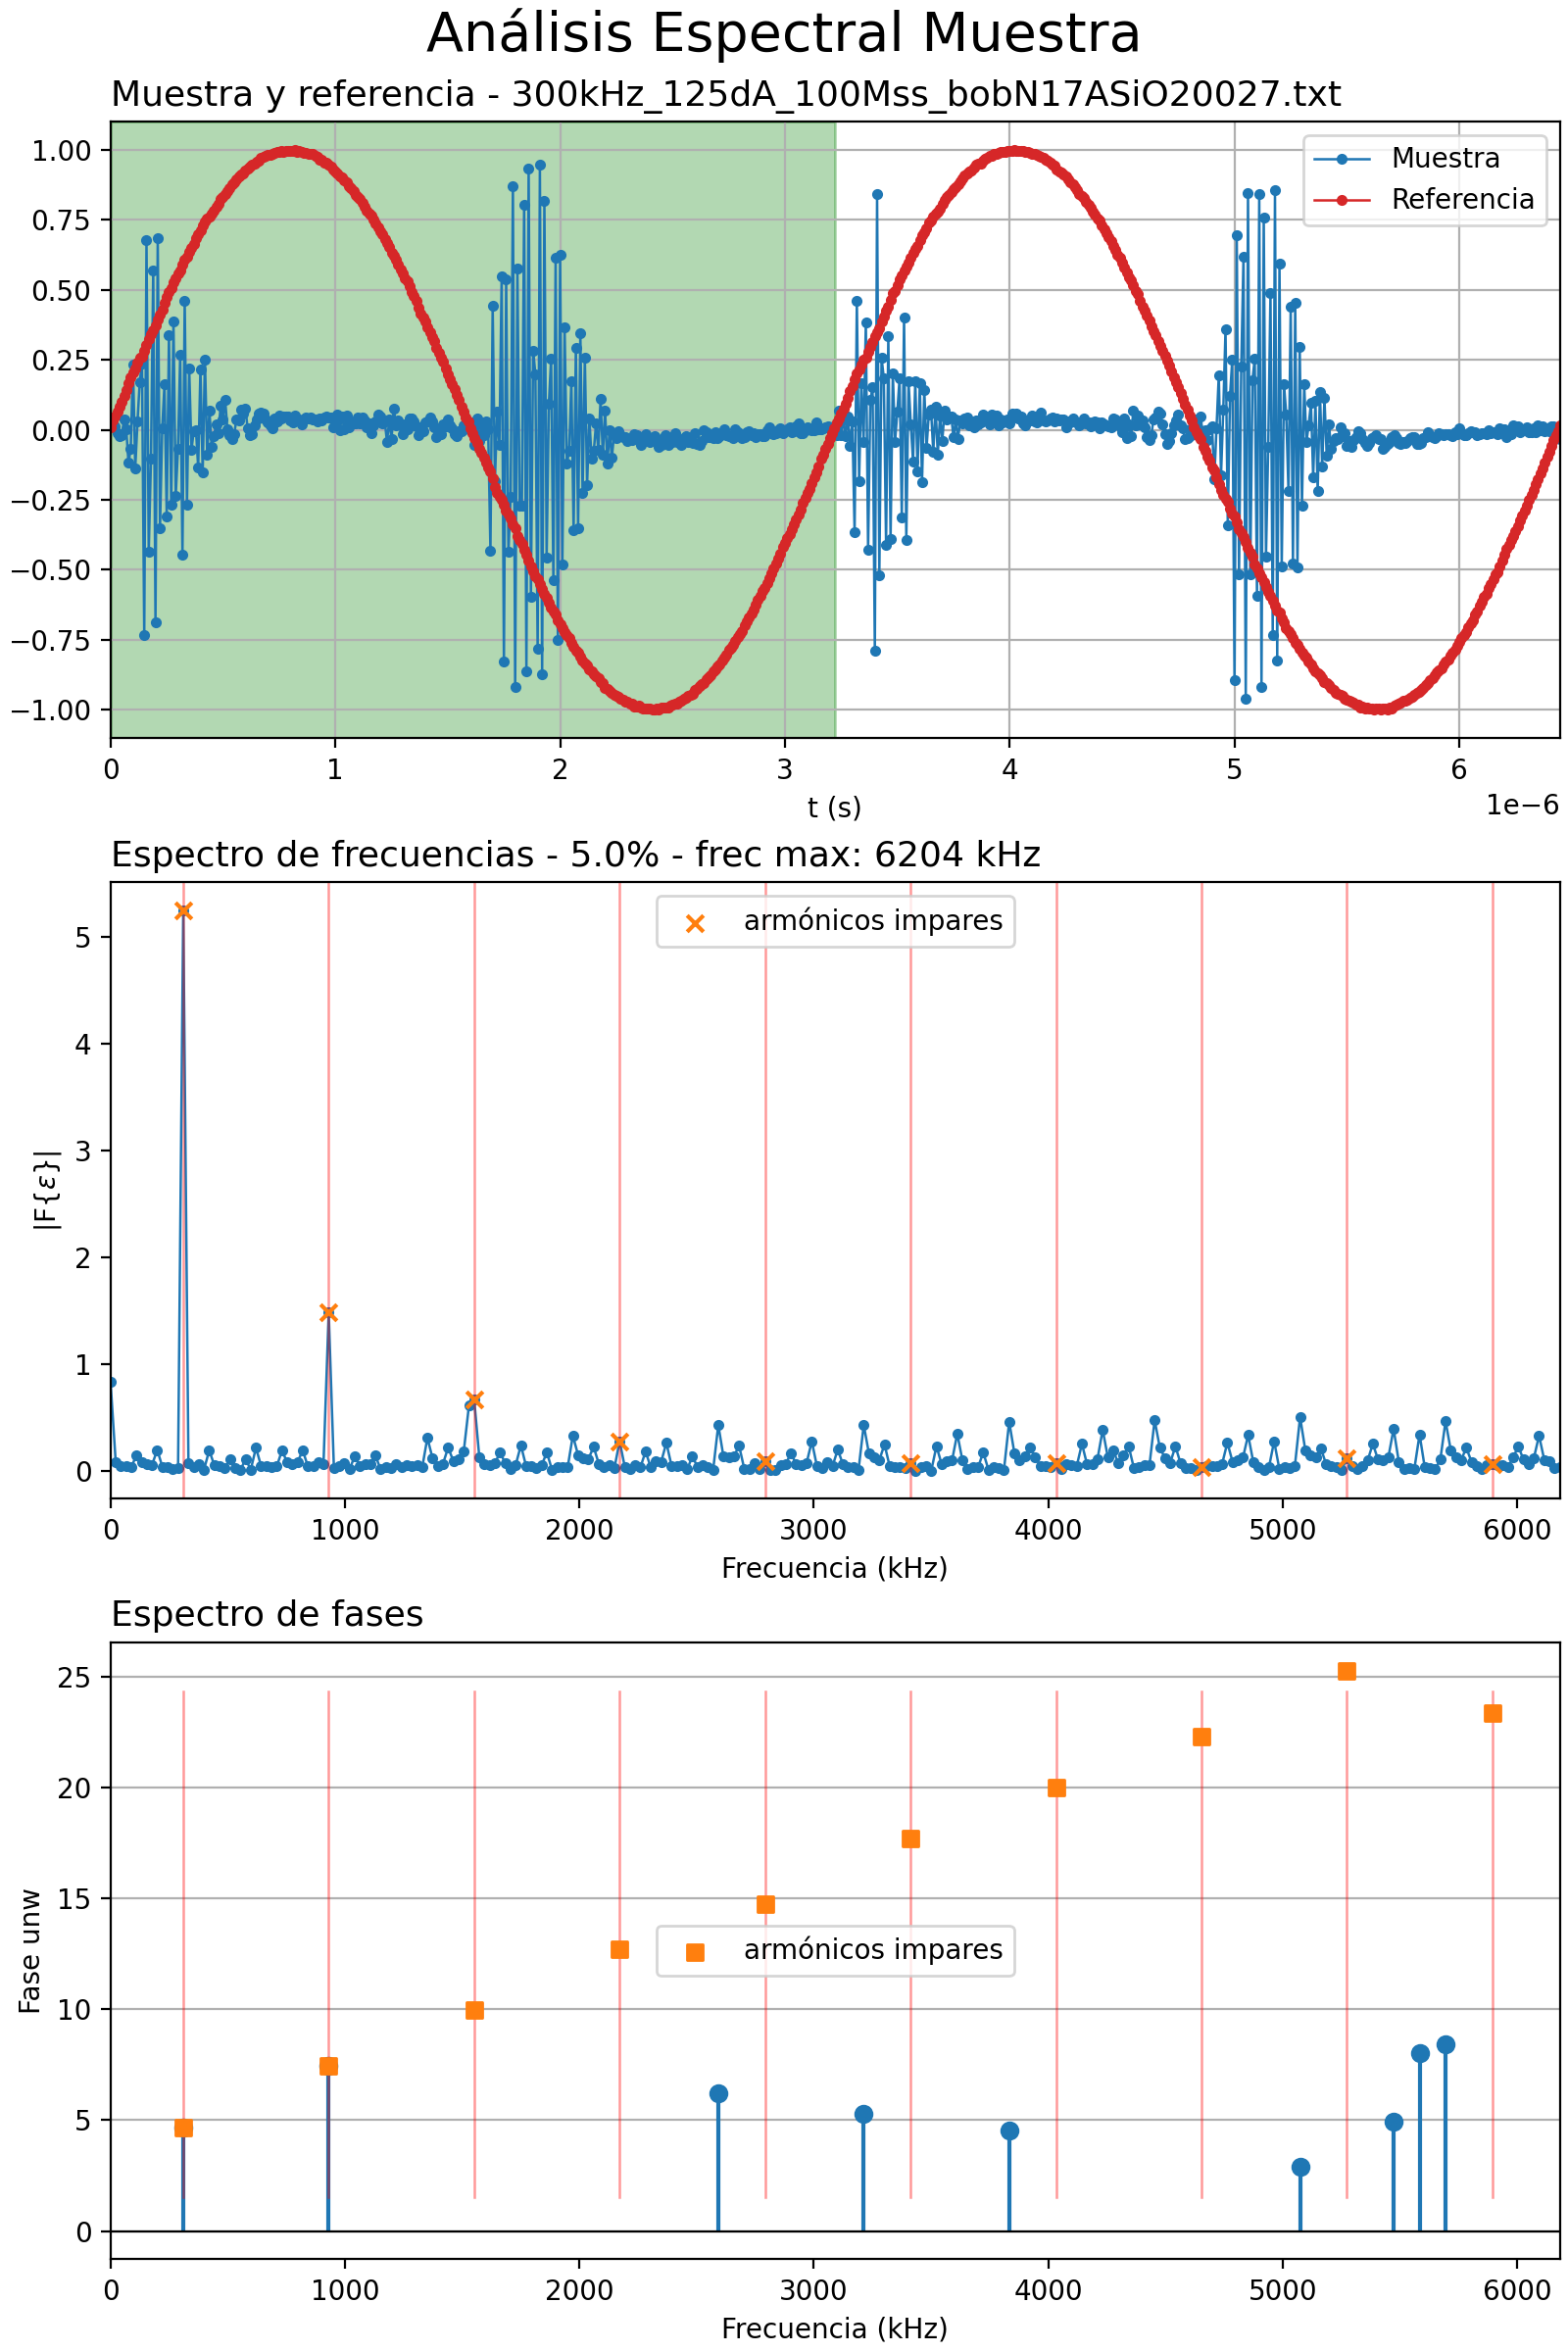 Análisis Espectral Muestra
Muestra y referencia - 300kHz_125dA_100Mss_bobN17ASiO20027.txt
1.00
0.75
0.50
0.25
0.00
−0.25
−0.50
−0.75
−1.00
Muestra
Referencia
0 1 2 3 4 5 6
t (s)
1e−6
Espectro de frecuencias - 5.0% - frec max: 6204 kHz
armónicos impares
5
4
3
2
1
0
|F{ε}|
0 1000 2000 3000 4000 5000 6000
Frecuencia (kHz)
Espectro de fases
25
20
15
10
5
0
Fase unw
armónicos impares
0 1000 2000 3000 4000 5000 6000
Frecuencia (kHz)